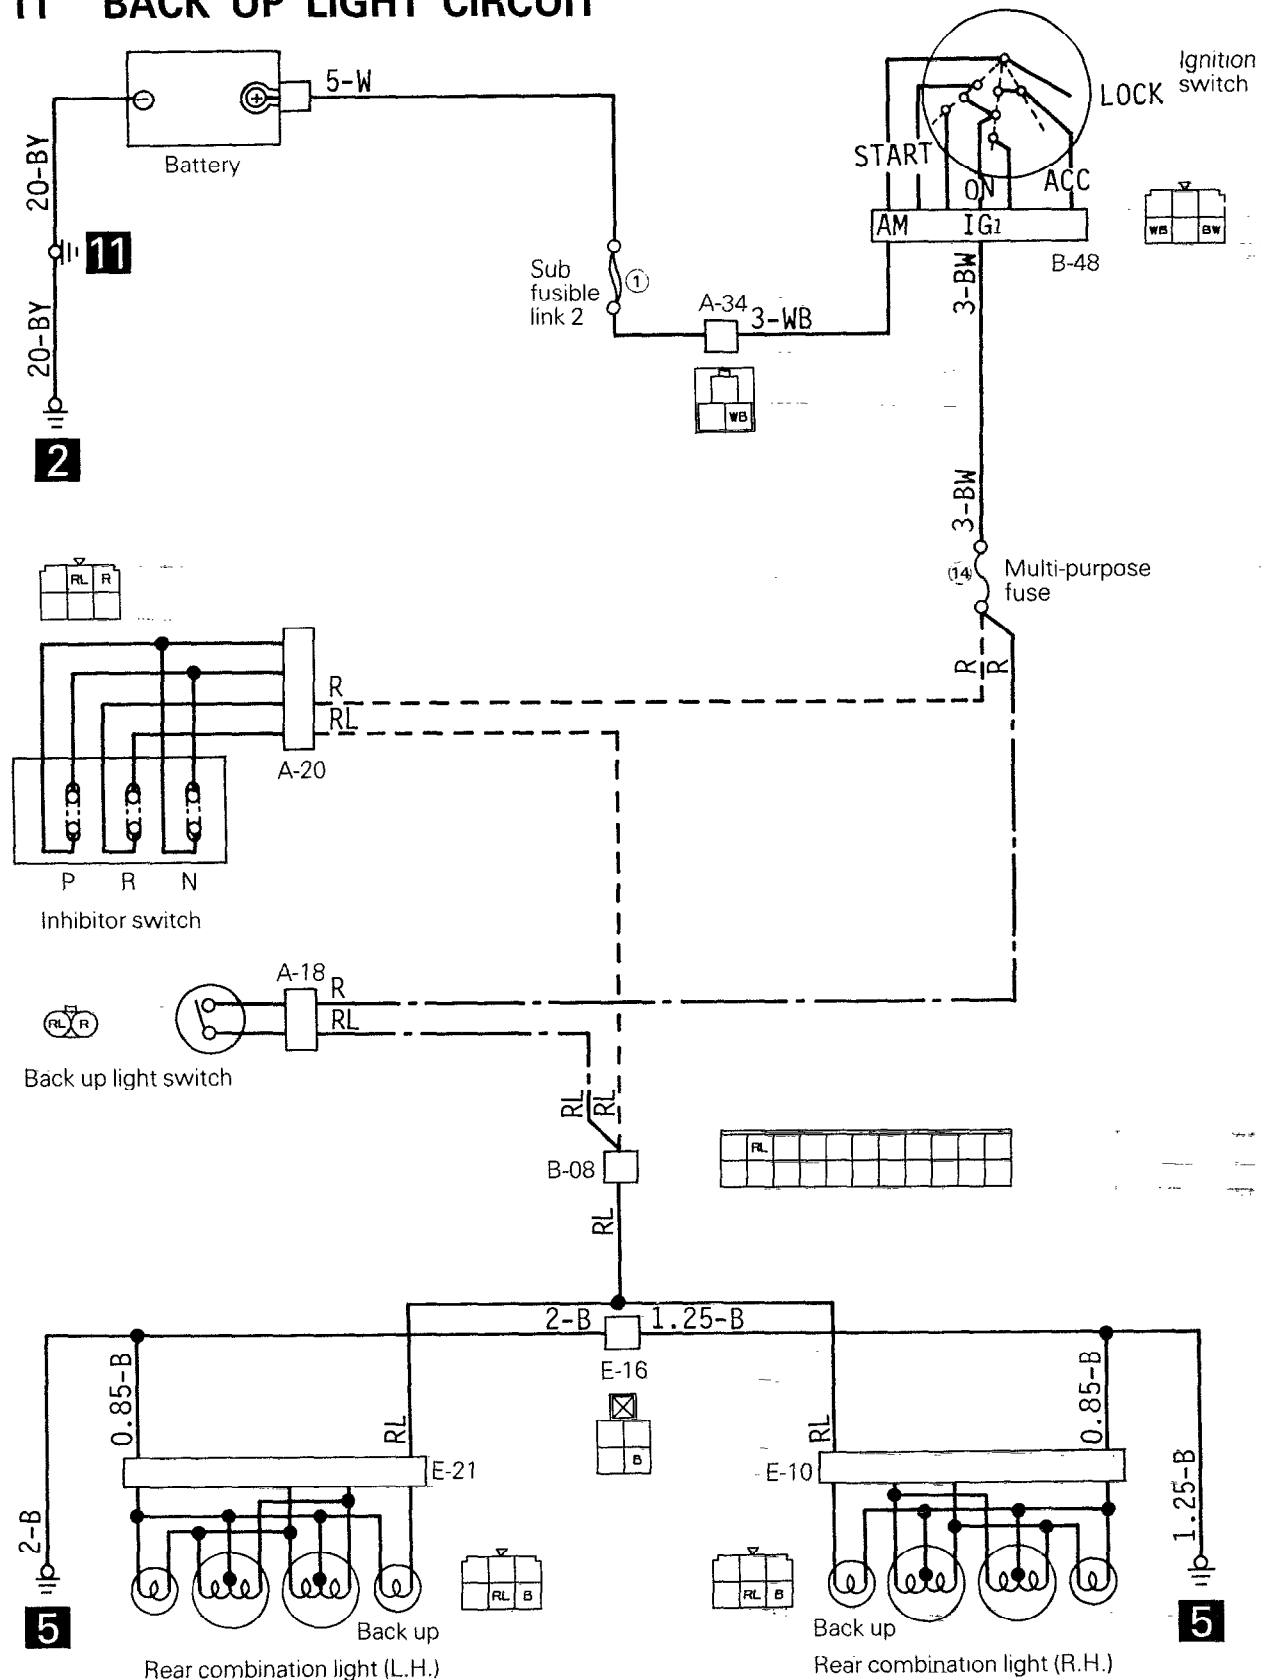 11 BACK UP LIGHT CIRCUIT
5-W
Battery
20-BY
11
20-BY
2
Sub
fusible
link 2
1
A-34
3-WB
WB
Ignition
switch
LOCK
START
ON
ACC
AM
IG1
B-48
WB
BW
3-BW
3-BW
14
Multi-purpose
fuse
R
R
RL
R
R
RL
A-20
P
R
N
Inhibitor switch
A-18
R
RL
RL
R
Back up light switch
RL
RL
B-08
RL
RL
2-B
1.25-B
E-16
B
0.85-B
RL
E-21
2-B
5
RL
B
Back up
Rear combination light (L.H.)
RL
0.85-B
E-10
1.25-B
5
RL
B
Back up
Rear combination light (R.H.)